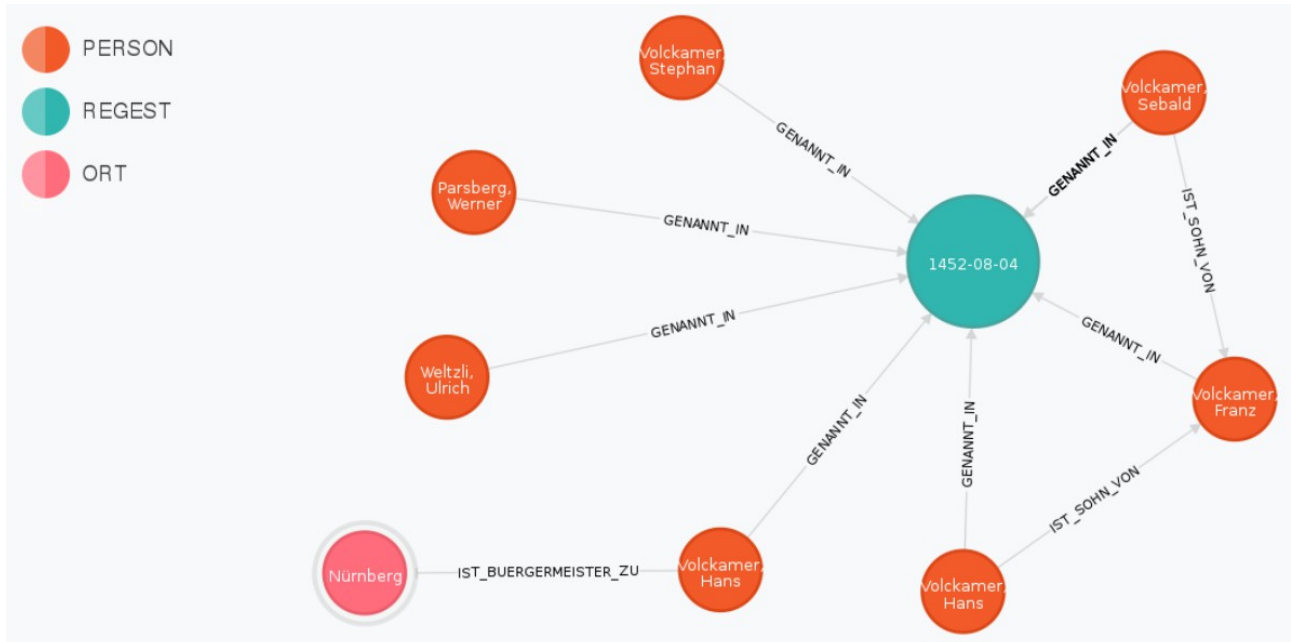 PERSON
REGEST
ORT
Volckamer,
Stephan
Volckamer,
Sebald
GENANNT_IN
GENANNT_IN
Parsberg,
Werner
GENANNT_IN
IST_SOHN_VON
1452-08-04
GENANNT_IN
GENANNT_IN
Weltzli,
Ulrich
Volckamer,
Franz
GENANNT_IN
GENANNT_IN
IST_SOHN_VON
Nürnberg
IST_BUERGERMEISTER_ZU
Volckamer,
Hans
Volckamer,
Hans